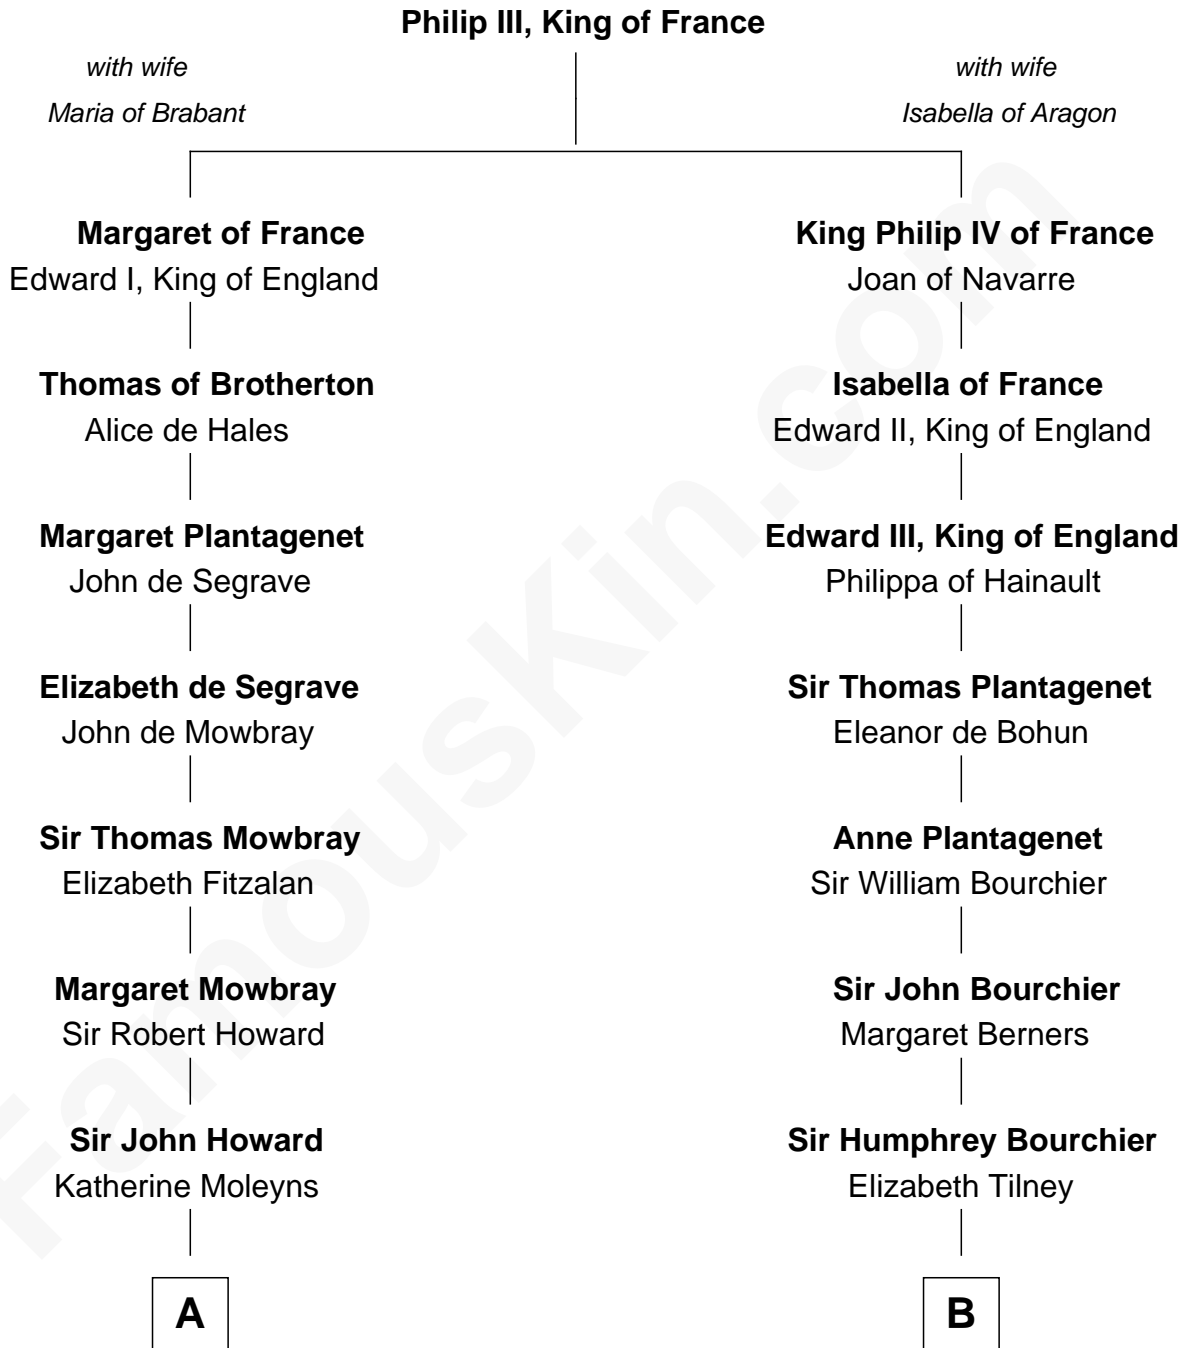 Philip III, King of France
with wife
Maria of Brabant
with wife
Isabella of Aragon
Margaret of France
Edward I, King of England
King Philip IV of France
Joan of Navarre
Thomas of Brotherton
Alice de Hales
Isabella of France
Edward II, King of England
Margaret Plantagenet
John de Segrave
Edward III, King of England
Philippa of Hainault
Elizabeth de Segrave
John de Mowbray
Sir Thomas Plantagenet
Eleanor de Bohun
Sir Thomas Mowbray
Elizabeth Fitzalan
Anne Plantagenet
Sir William Bourchier
Margaret Mowbray
Sir Robert Howard
Sir John Bourchier
Margaret Berners
Sir John Howard
Katherine Moleyns
Sir Humphrey Bourchier
Elizabeth Tilney
A
B
FamousKin.com